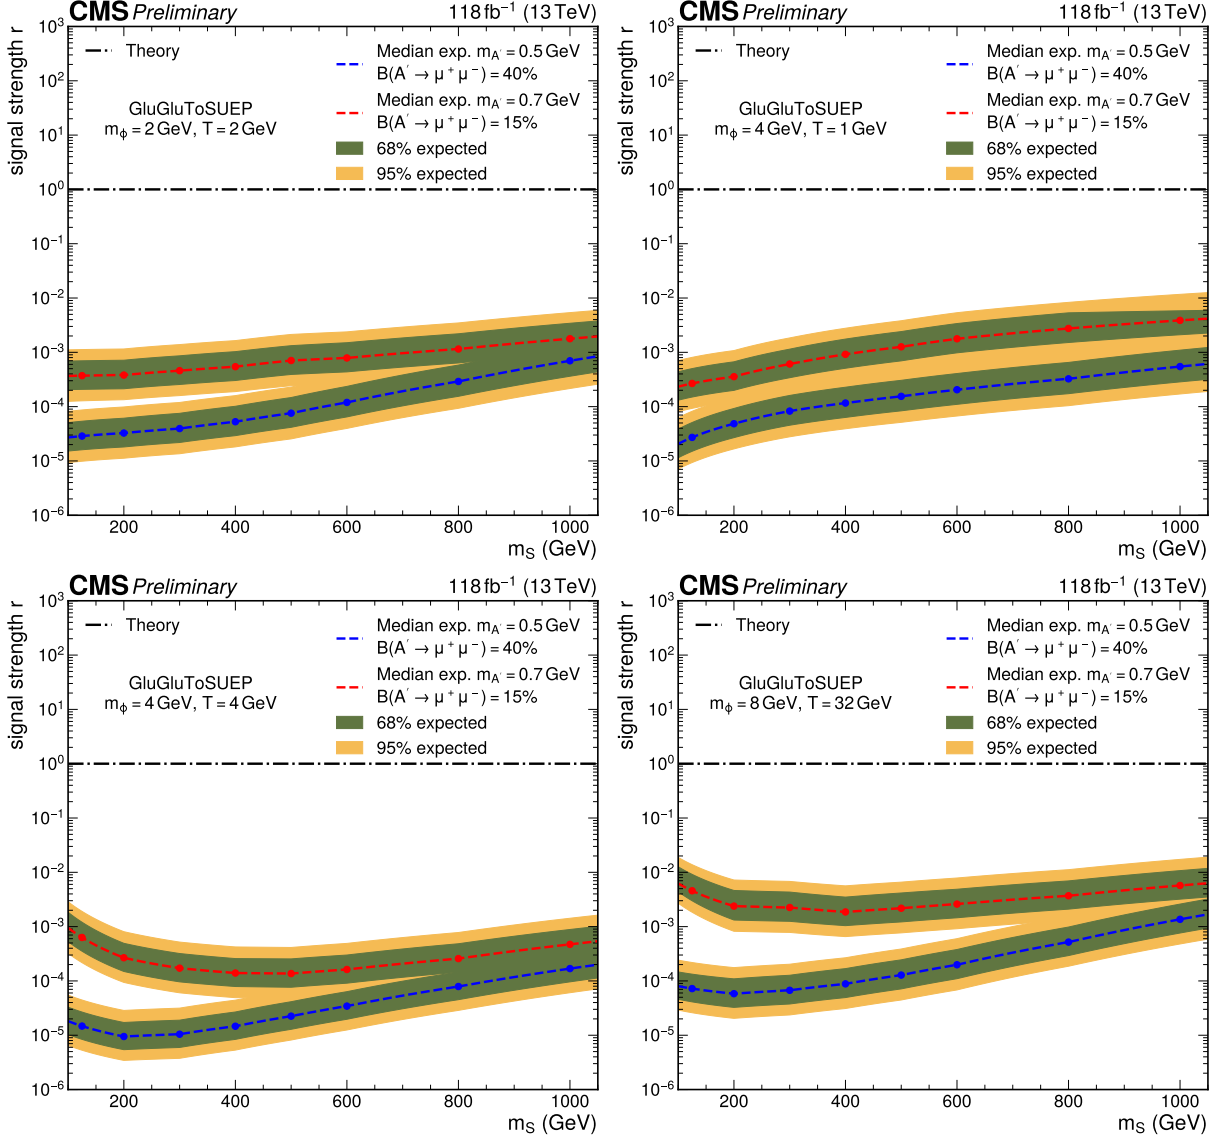 CMS Preliminary 118 fb⁻¹ (13 TeV)
signal strength r
10³
10²
10¹
10⁰
10⁻¹
10⁻²
10⁻³
10⁻⁴
10⁻⁵
10⁻⁶
Theory
GluGluToSUEP
m_ϕ = 2 GeV, T = 2 GeV
Median exp. m_A′ = 0.5 GeV
B(A′ → μ⁺μ⁻) = 40%
Median exp. m_A′ = 0.7 GeV
B(A′ → μ⁺μ⁻) = 15%
68% expected
95% expected
200 400 600 800 1000
m_S (GeV)
CMS Preliminary 118 fb⁻¹ (13 TeV)
signal strength r
10³
10²
10¹
10⁰
10⁻¹
10⁻²
10⁻³
10⁻⁴
10⁻⁵
10⁻⁶
Theory
GluGluToSUEP
m_ϕ = 4 GeV, T = 1 GeV
Median exp. m_A′ = 0.5 GeV
B(A′ → μ⁺μ⁻) = 40%
Median exp. m_A′ = 0.7 GeV
B(A′ → μ⁺μ⁻) = 15%
68% expected
95% expected
200 400 600 800 1000
m_S (GeV)
CMS Preliminary 118 fb⁻¹ (13 TeV)
signal strength r
10³
10²
10¹
10⁰
10⁻¹
10⁻²
10⁻³
10⁻⁴
10⁻⁵
10⁻⁶
Theory
GluGluToSUEP
m_ϕ = 4 GeV, T = 4 GeV
Median exp. m_A′ = 0.5 GeV
B(A′ → μ⁺μ⁻) = 40%
Median exp. m_A′ = 0.7 GeV
B(A′ → μ⁺μ⁻) = 15%
68% expected
95% expected
200 400 600 800 1000
m_S (GeV)
CMS Preliminary 118 fb⁻¹ (13 TeV)
signal strength r
10³
10²
10¹
10⁰
10⁻¹
10⁻²
10⁻³
10⁻⁴
10⁻⁵
10⁻⁶
Theory
GluGluToSUEP
m_ϕ = 8 GeV, T = 32 GeV
Median exp. m_A′ = 0.5 GeV
B(A′ → μ⁺μ⁻) = 40%
Median exp. m_A′ = 0.7 GeV
B(A′ → μ⁺μ⁻) = 15%
68% expected
95% expected
200 400 600 800 1000
m_S (GeV)